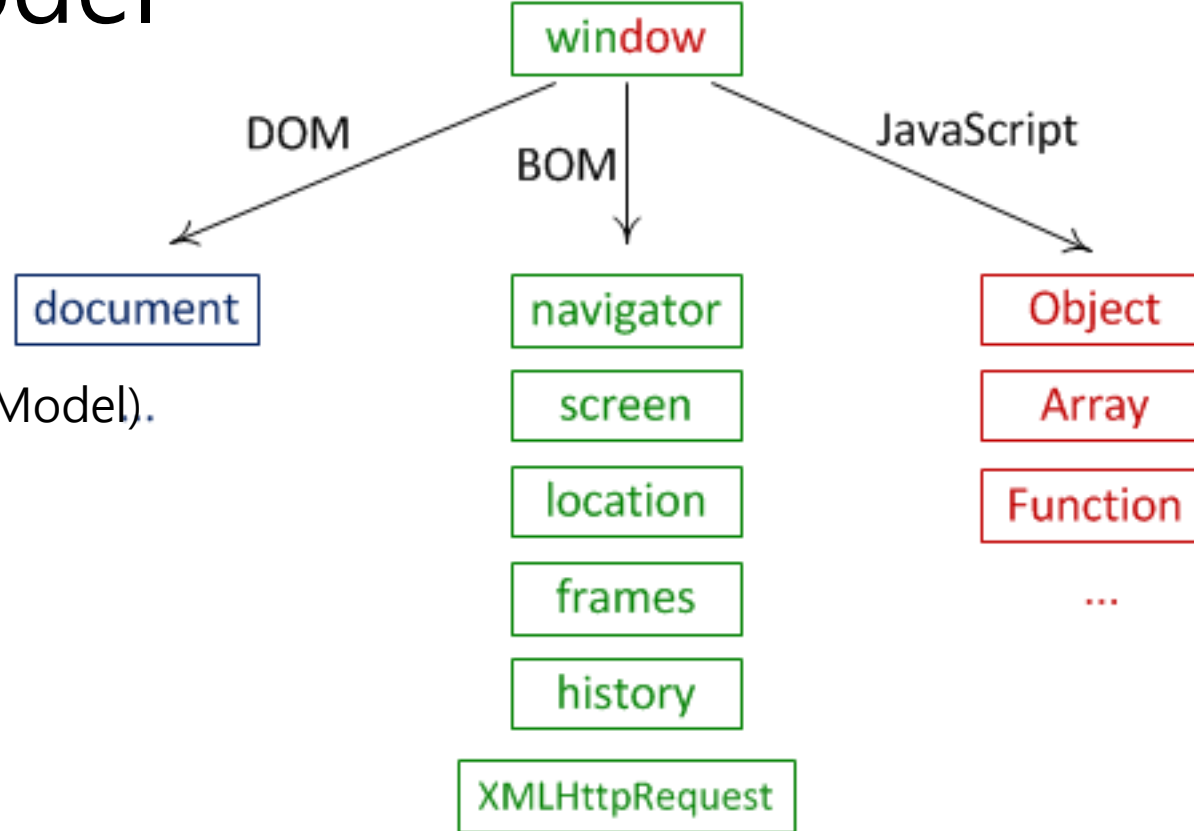 window
DOM
BOM
JavaScript
document
navigator
Object
Model)...
screen
Array
location
Function
frames
...
history
XMLHttpRequest